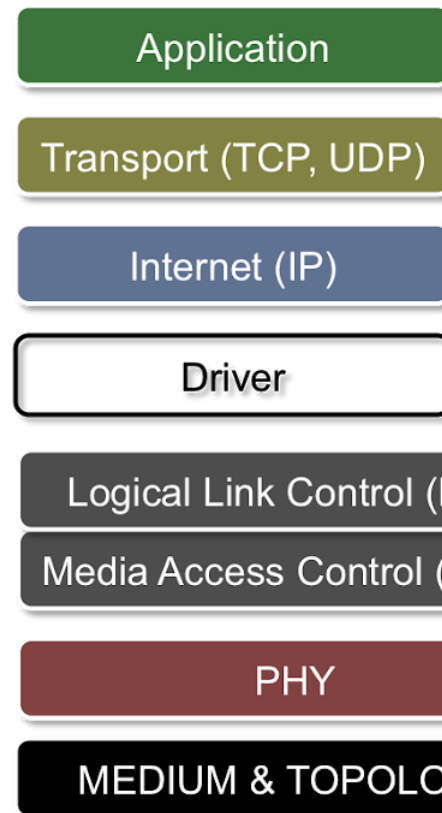 Application
Transport (TCP, UDP)
Internet (IP)
Driver
Logical Link Control (
Media Access Control (
PHY
MEDIUM & TOPOLO